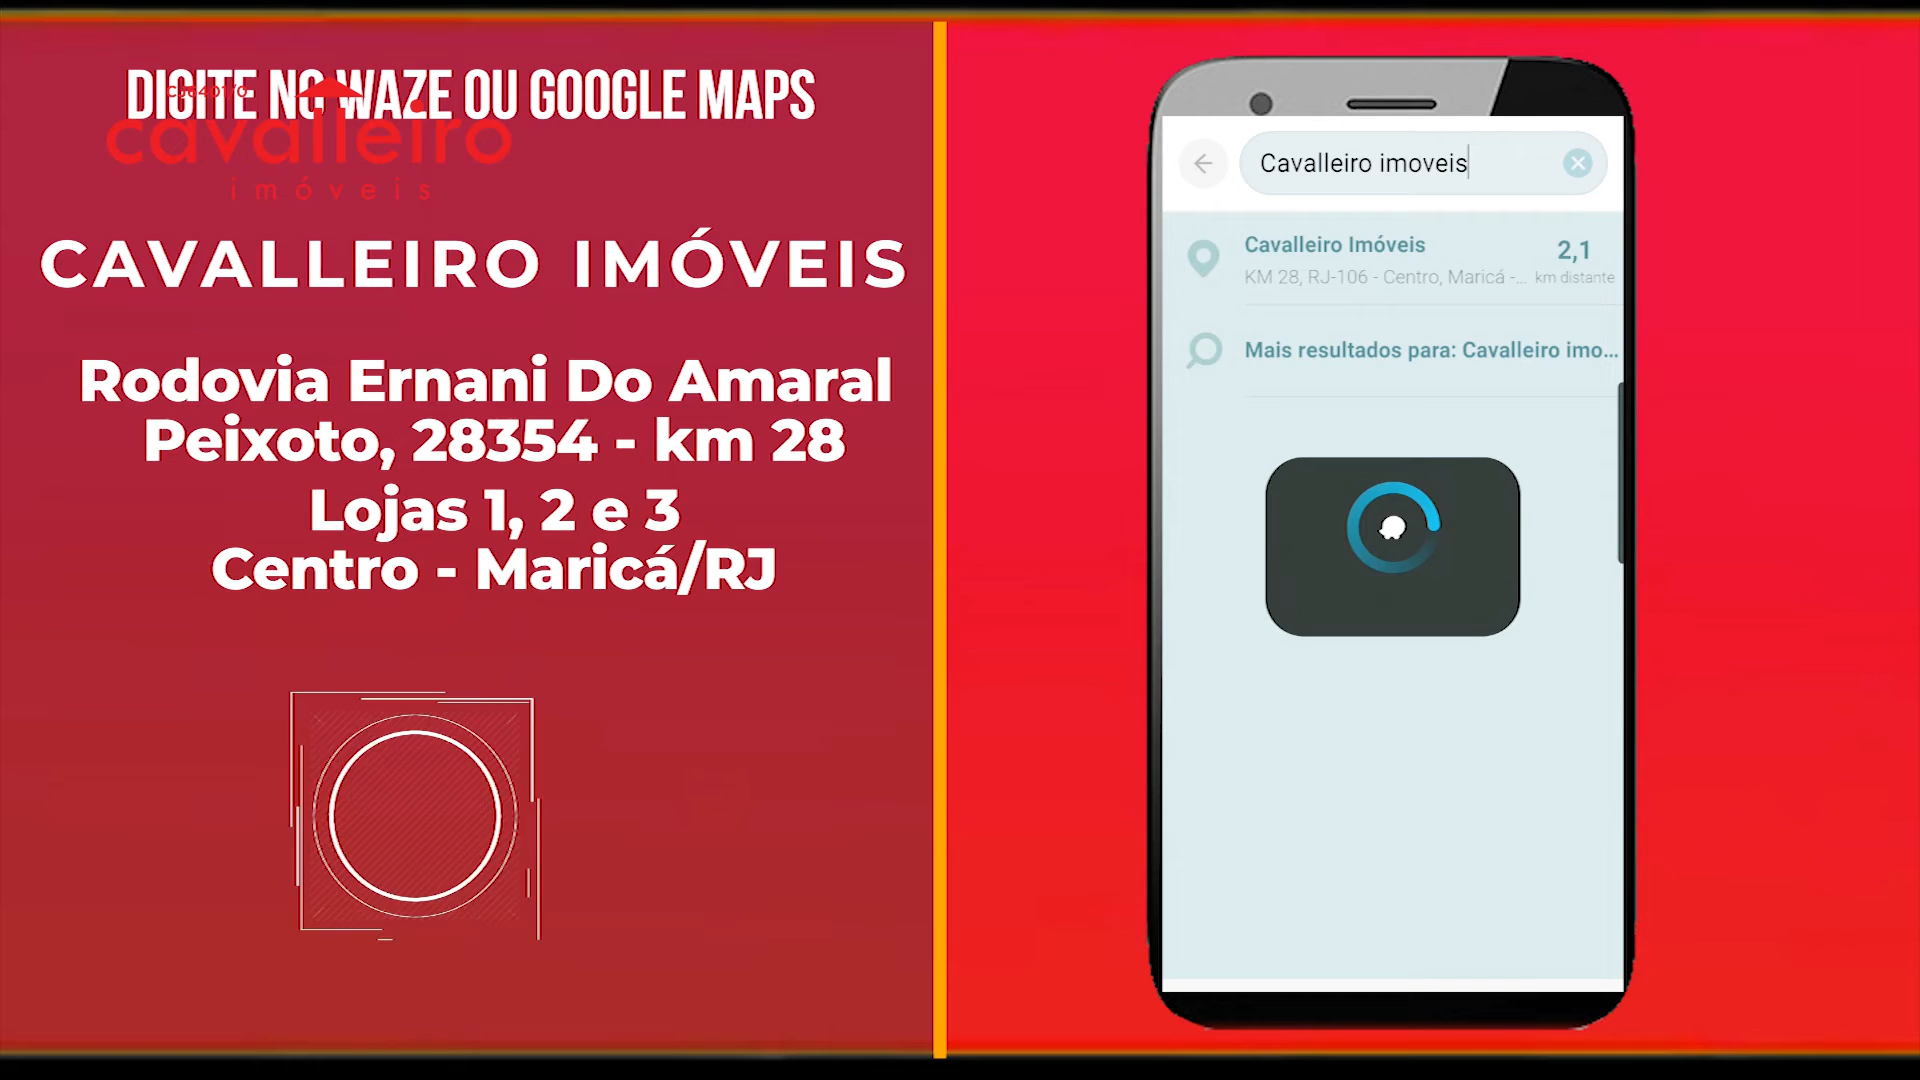 DIGITE NO WAZE OU GOOGLE MAPS
cavalleiro
imóveis
CAVALLEIRO IMÓVEIS
Rodovia Ernani Do Amaral
Peixoto, 28354 - km 28
Lojas 1, 2 e 3
Centro - Maricá/RJ
Cavalleiro imoveis
Cavalleiro Imóveis
2,1
KM 28, RJ-106 - Centro, Maricá -...
km distante
Mais resultados para: Cavalleiro imo...